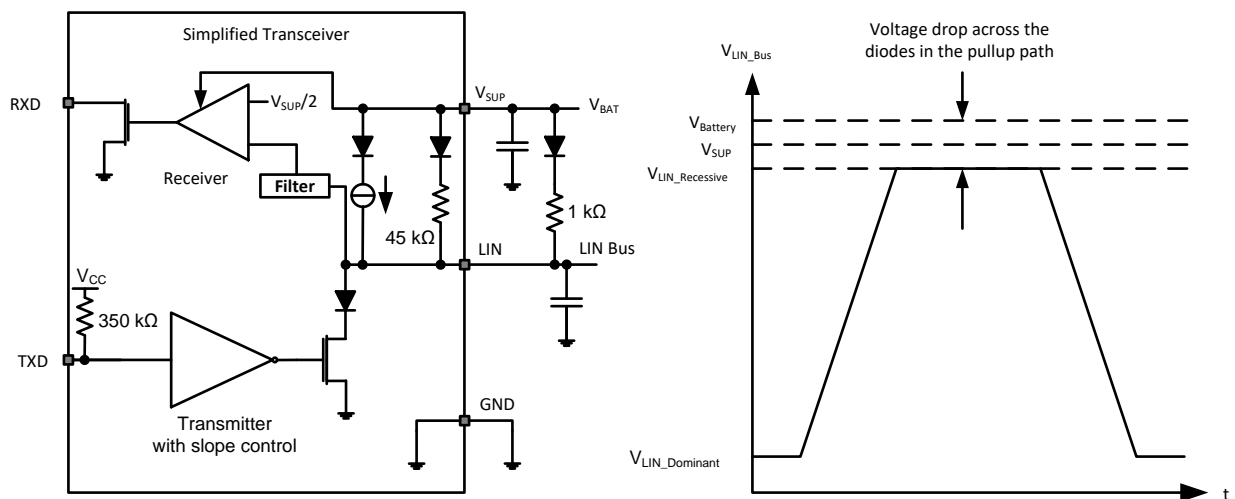 Simplified Transceiver
RXD
V_SUP/2
V_SUP
V_BAT
Receiver
Filter
45 kΩ
1 kΩ
LIN
LIN Bus
V_CC
350 kΩ
TXD
Transmitter
with slope control
GND
Voltage drop across the
diodes in the pullup path
V_LIN_Bus
V_Battery
V_SUP
V_LIN_Recessive
V_LIN_Dominant
t